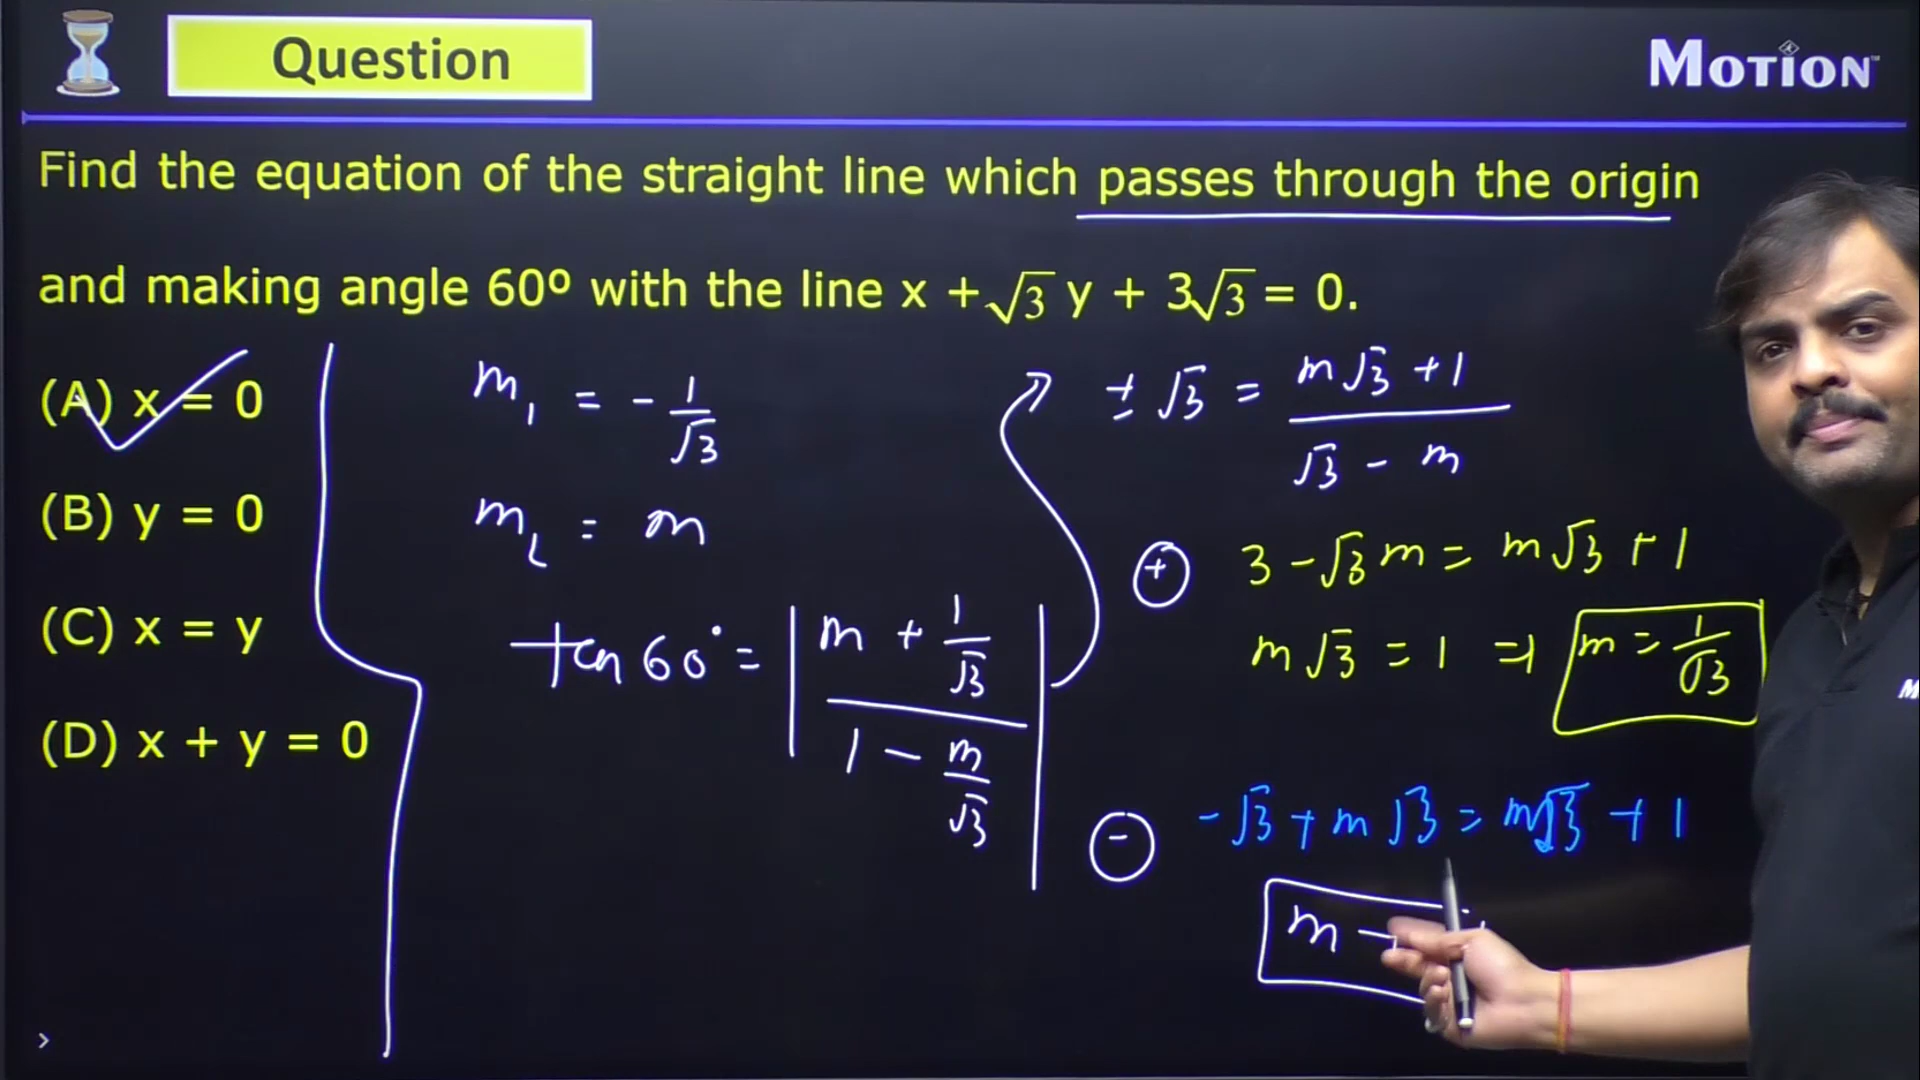 Question
MOTION
Find the equation of the straight line which passes through the origin
and making angle 60º with the line x + √3 y + 3√3 = 0.
(A) x = 0
(B) y = 0
(C) x = y
(D) x + y = 0
m₁ = - 1/√3
m₂ = m
tan 60° = | (m + 1/√3) / (1 - m/√3) |
± √3 = (m√3 + 1) / (√3 - m)
(+) 3 - √3 m = m√3 + 1
m√3 = 1 ⇒ m = 1/√3
(-) -√3 + m√3 = m√3 + 1
m →
M